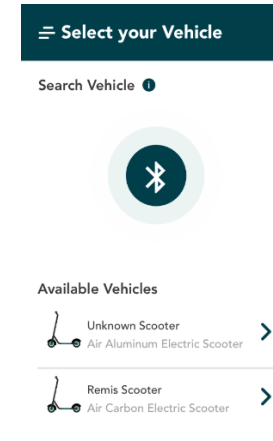 Select your Vehicle
Search Vehicle
Available Vehicles
Unknown Scooter
Air Aluminum Electric Scooter
Remis Scooter
Air Carbon Electric Scooter